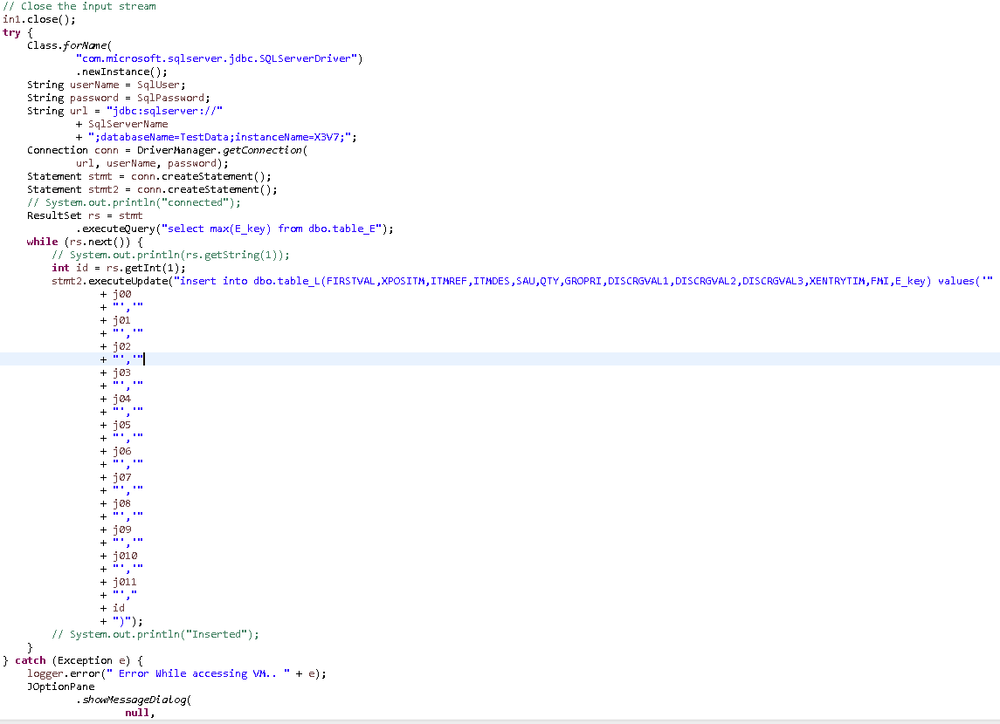 // Close the input stream
in1.close();
try {
    Class.forName(
            "com.microsoft.sqlserver.jdbc.SQLServerDriver")
            .newInstance();
    String userName = SqlUser;
    String password = SqlPassword;
    String url = "jdbc:sqlserver://"
            + SqlServerName
            + ";databaseName=TestData;instanceName=X3V7;";
    Connection conn = DriverManager.getConnection(
            url, userName, password);
    Statement stmt = conn.createStatement();
    Statement stmt2 = conn.createStatement();
    // System.out.println("connected");
    ResultSet rs = stmt
            .executeQuery("select max(E_key) from dbo.table_E");
    while (rs.next()) {
        // System.out.println(rs.getString(1));
        int id = rs.getInt(1);
        stmt2.executeUpdate("insert into dbo.table_L(FIRSTVAL,XPOSITM,ITMREF,ITMDES,SAU,QTY,GROPRI,DISCRGVAL1,DISCRGVAL2,DISCRGVAL3,XENTRYTIM,FMI,E_key) values('"
                + j00
                + "','"
                + j01
                + "','"
                + j02
                + "','"
                + j03
                + "','"
                + j04
                + "','"
                + j05
                + "','"
                + j06
                + "','"
                + j07
                + "','"
                + j08
                + "','"
                + j09
                + "','"
                + j010
                + "','"
                + j011
                + "',"
                + id
                + ")");
        // System.out.println("Inserted");
    }
} catch (Exception e) {
    logger.error(" Error While accessing VM.. " + e);
    JOptionPane
            .showMessageDialog(
                    null,